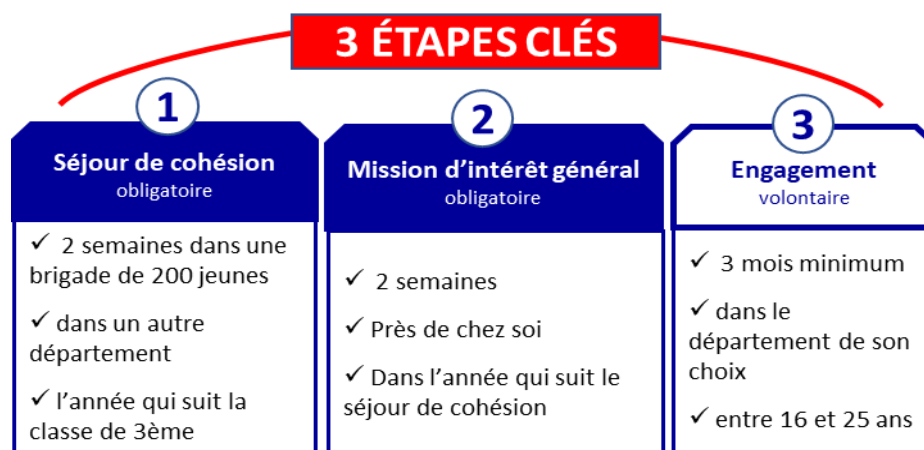 3 ÉTAPES CLÉS
1
Séjour de cohésion
obligatoire
✓ 2 semaines dans une
brigade de 200 jeunes
✓ dans un autre
département
✓ l’année qui suit la
classe de 3ème
2
Mission d’intérêt général
obligatoire
✓ 2 semaines
✓ Près de chez soi
✓ Dans l’année qui suit le
séjour de cohésion
3
Engagement
volontaire
✓ 3 mois minimum
✓ dans le
département de son
choix
✓ entre 16 et 25 ans